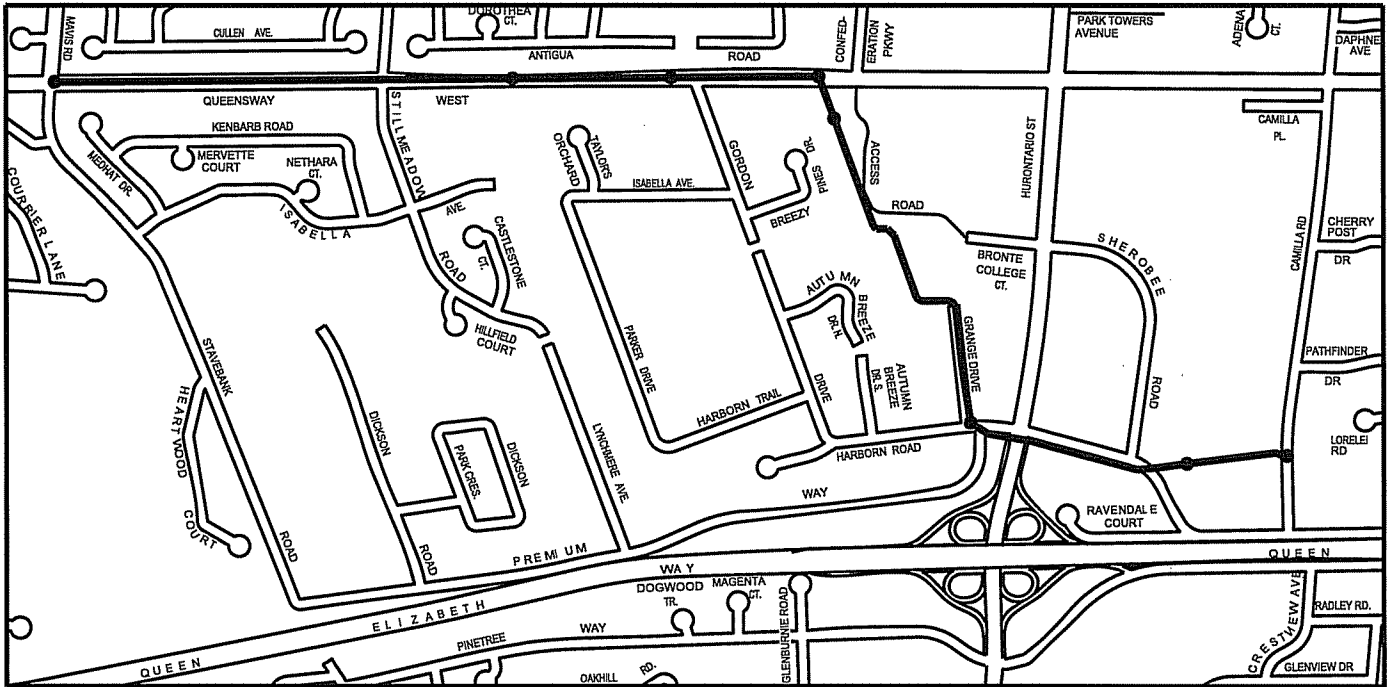 DOROTHEA
CT.
MAVIS RD
CULLEN AVE.
ANTIGUA
ROAD
CONFED-
ERATION
PKWY
PARK TOWERS
AVENUE
ADENA
CT.
DAPHNE
AVE
QUEENSWAY
WEST
KENBARB ROAD
MEDHAT DR.
MERVETTE
COURT
NETHARA
CT.
STILLMEADOW
ROAD
ISABELLA
AVE.
TAYLOR'S
ORCHARD
ISABELLA AVE.
GORDON
DRIVE
BREEZY
PINES
DR.
ACCESS
ROAD
HURONTARIO ST
CAMILLA
PL.
COURRIER LANE
CASTLESTONE
CT.
BRONTE
COLLEGE
CT.
SHEROBEE
ROAD
CAMILLA RD
CHERRY
POST
DR
HILLFIELD
COURT
AUTUMN
BREEZE
DR. N.
GRANGE DRIVE
PARKER
DRIVE
PATHFINDER
DR
STAVEBANK
ROAD
HEARTWOOD
COURT
DICKSON
ROAD
DICKSON
PARK CRES.
LYNCHMERE AVE.
HARBORN TRAIL
AUTUMN
BREEZE
DR. S.
HARBORN ROAD
LORELEI
RD
PREMIUM
WAY
RAVENDALE
COURT
QUEEN
ELIZABETH
WAY
QUEEN
DOGWOOD
TR.
MAGENTA
CT.
GLENBURNIE ROAD
PINETREE
WAY
OAKHILL
RD.
CRESTVIEW AVE
RADLEY RD.
GLENVIEW DR